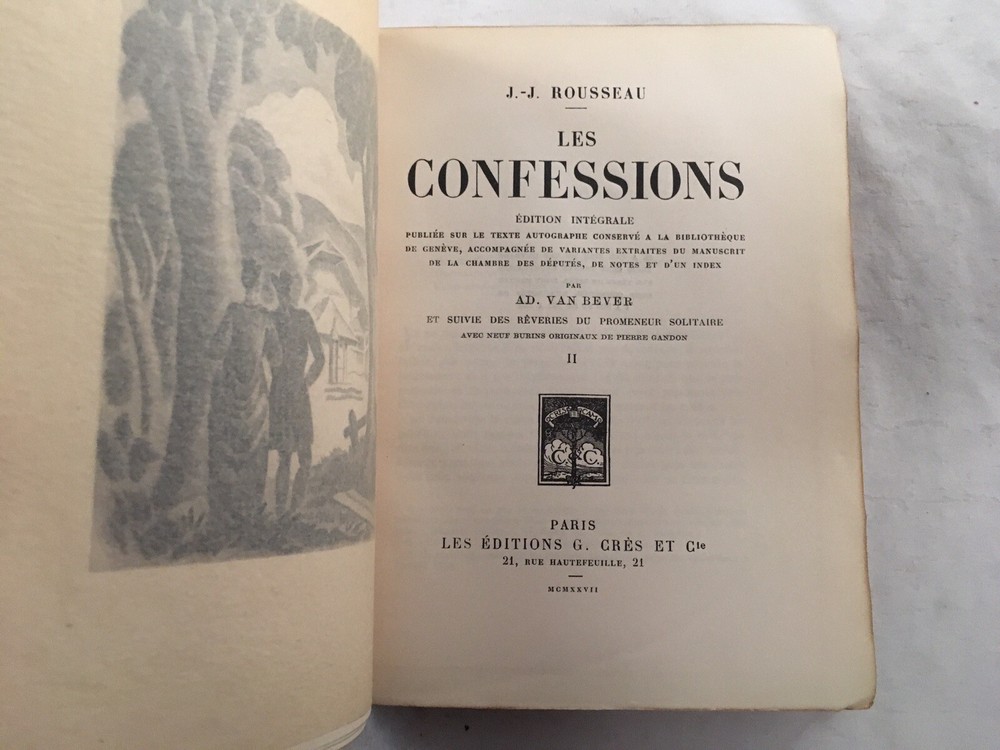 J.-J. ROUSSEAU
LES
CONFESSIONS
ÉDITION INTÉGRALE
PUBLIÉE SUR LE TEXTE AUTOGRAPHE CONSERVÉ A LA BIBLIOTHÈQUE
DE GENÈVE, ACCOMPAGNÉE DE VARIANTES EXTRAITES DU MANUSCRIT
DE LA CHAMBRE DES DÉPUTÉS, DE NOTES ET D'UN INDEX
PAR
AD. VAN BEVER
ET SUIVIE DES RÊVERIES DU PROMENEUR SOLITAIRE
AVEC NEUF BURINS ORIGINAUX DE PIERRE GANDON
II
C C
PARIS
LES ÉDITIONS G. CRÈS ET Cie
21, RUE HAUTEFEUILLE, 21
MCMXXVII